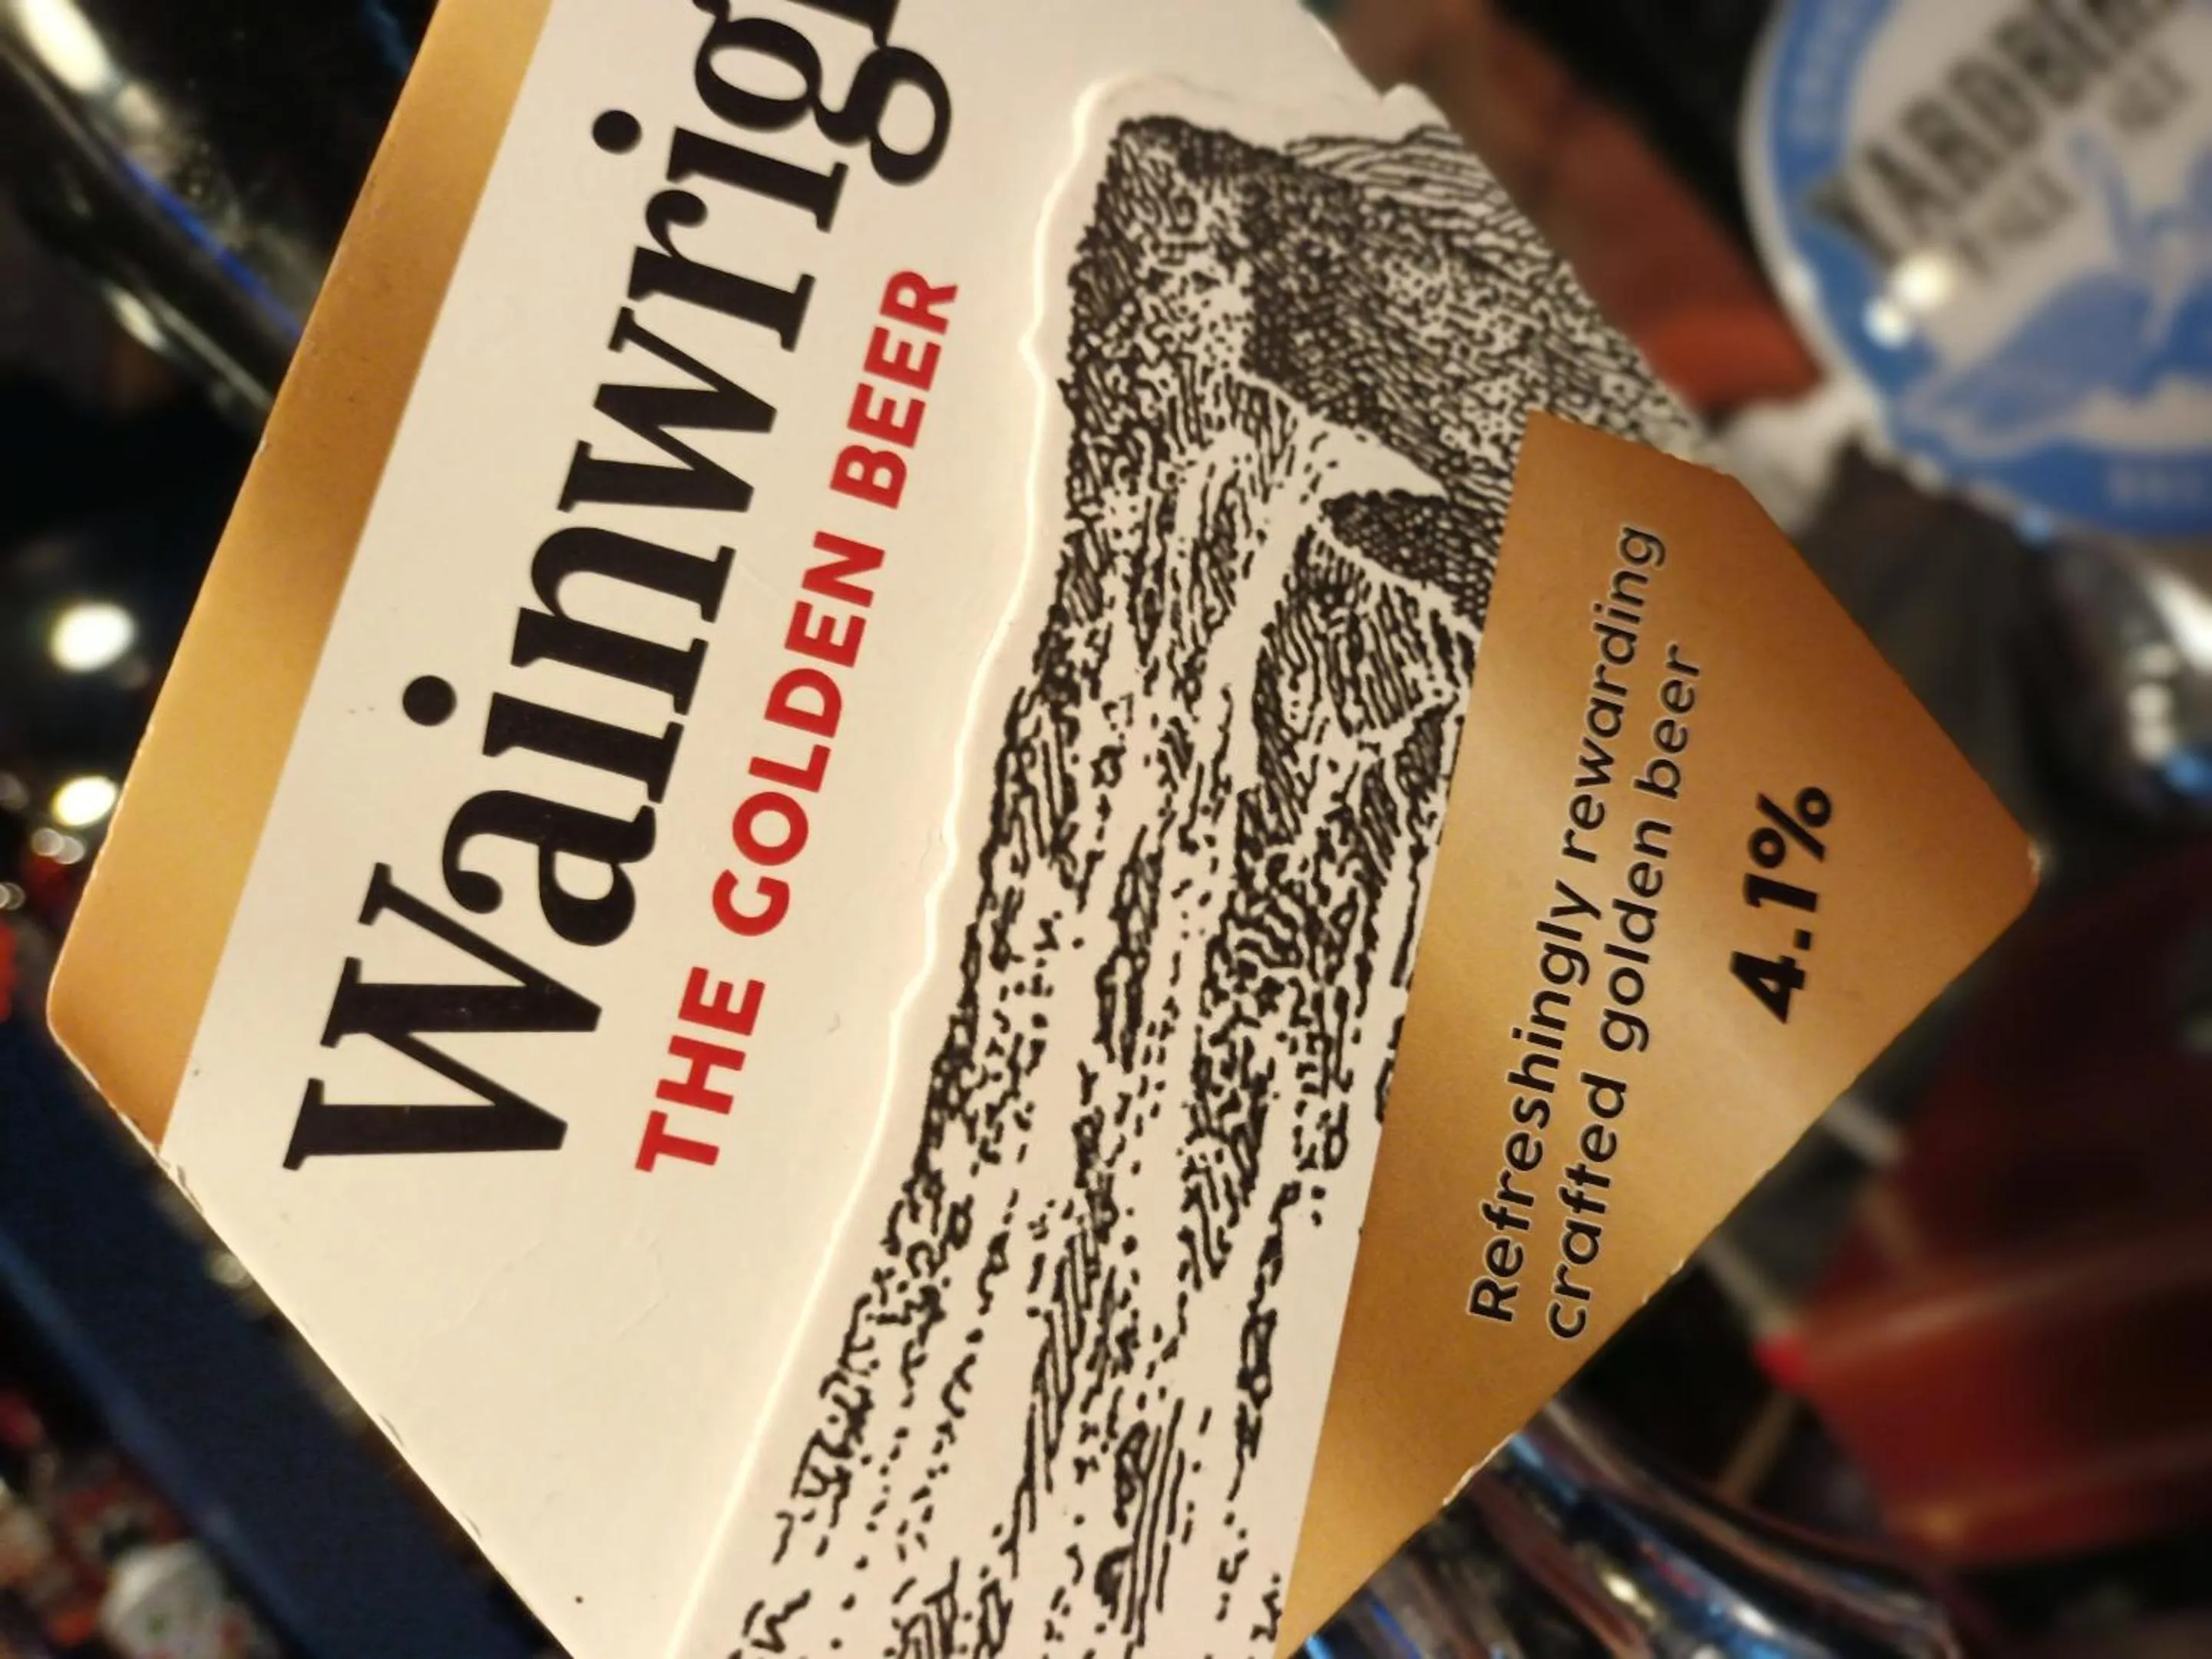 Wainwrig
THE GOLDEN BEER
Refreshingly rewarding
crafted golden beer
4.1%